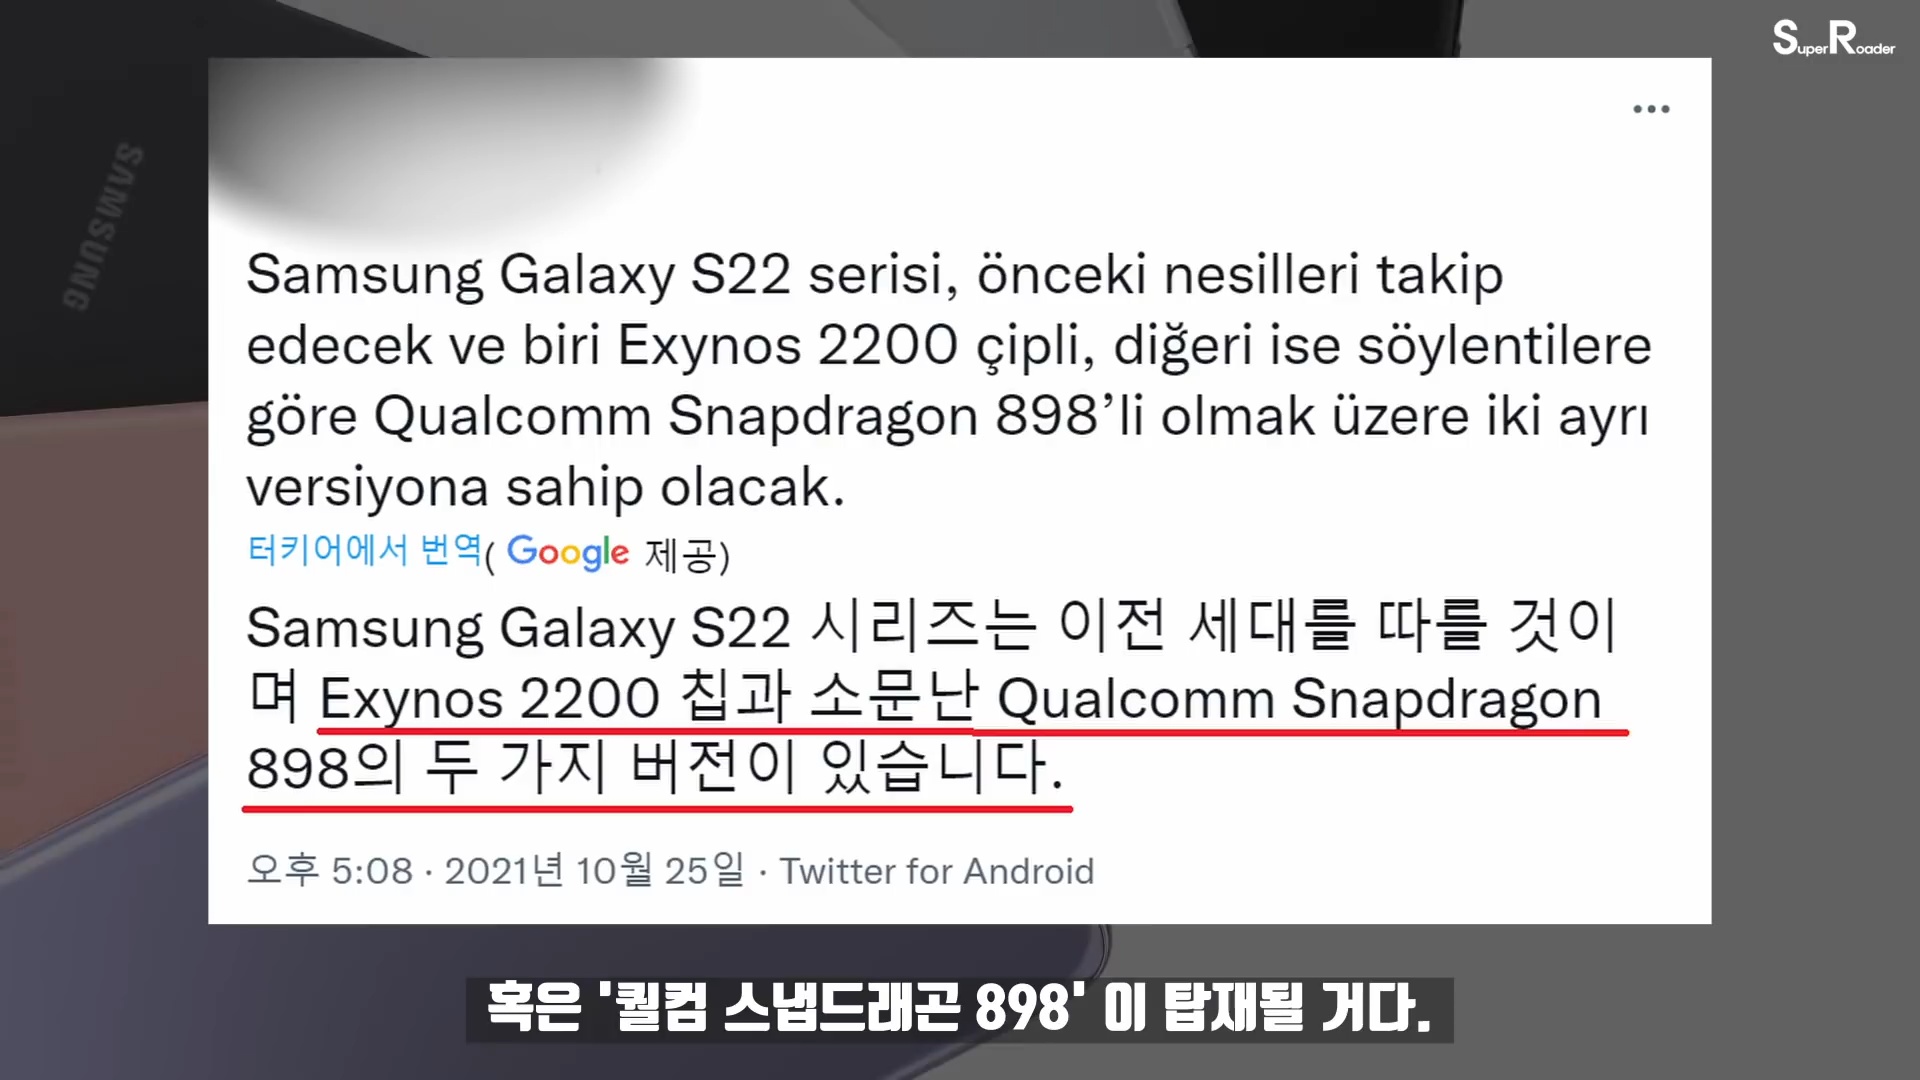 SuperRoader
SAMSUNG
Samsung Galaxy S22 serisi, önceki nesilleri takip
edecek ve biri Exynos 2200 çipli, diğeri ise söylentilere
göre Qualcomm Snapdragon 898’li olmak üzere iki ayrı
versiyona sahip olacak.
터키어에서 번역( Google 제공)
Samsung Galaxy S22 시리즈는 이전 세대를 따를 것이
며 Exynos 2200 칩과 소문난 Qualcomm Snapdragon
898의 두 가지 버전이 있습니다.
오후 5:08 · 2021년 10월 25일 · Twitter for Android
혹은 '퀄컴 스냅드래곤 898' 이 탑재될 거다.